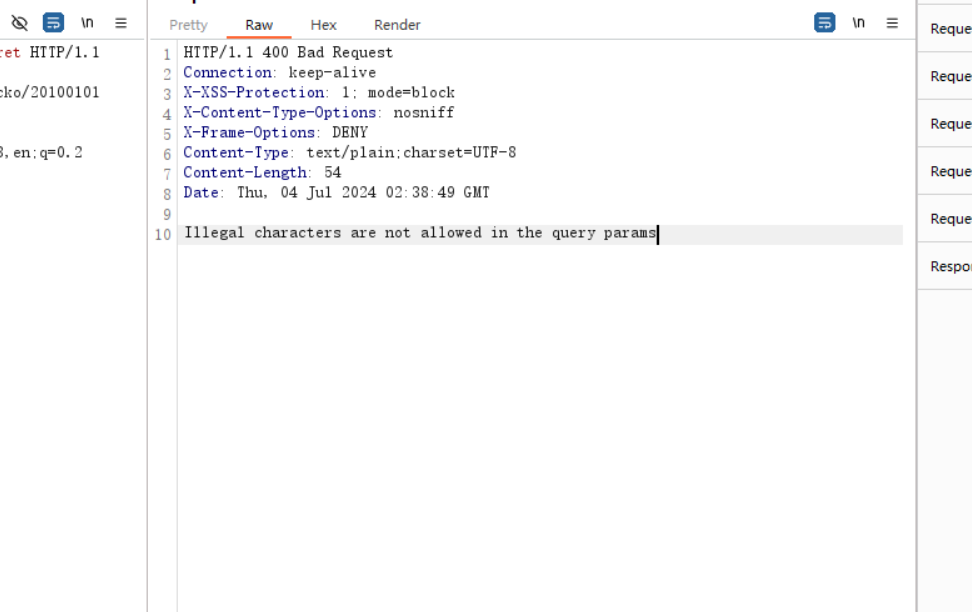 Pretty Raw Hex Render
\n
\n
ret HTTP/1.1
cko/20100101
en;q=0.2
1 HTTP/1.1 400 Bad Request
2 Connection: keep-alive
3 X-XSS-Protection: 1; mode=block
4 X-Content-Type-Options: nosniff
5 X-Frame-Options: DENY
6 Content-Type: text/plain;charset=UTF-8
7 Content-Length: 54
8 Date: Thu, 04 Jul 2024 02:38:49 GMT
9
10 Illegal characters are not allowed in the query params
Reque
Reque
Reque
Reque
Reque
Respo